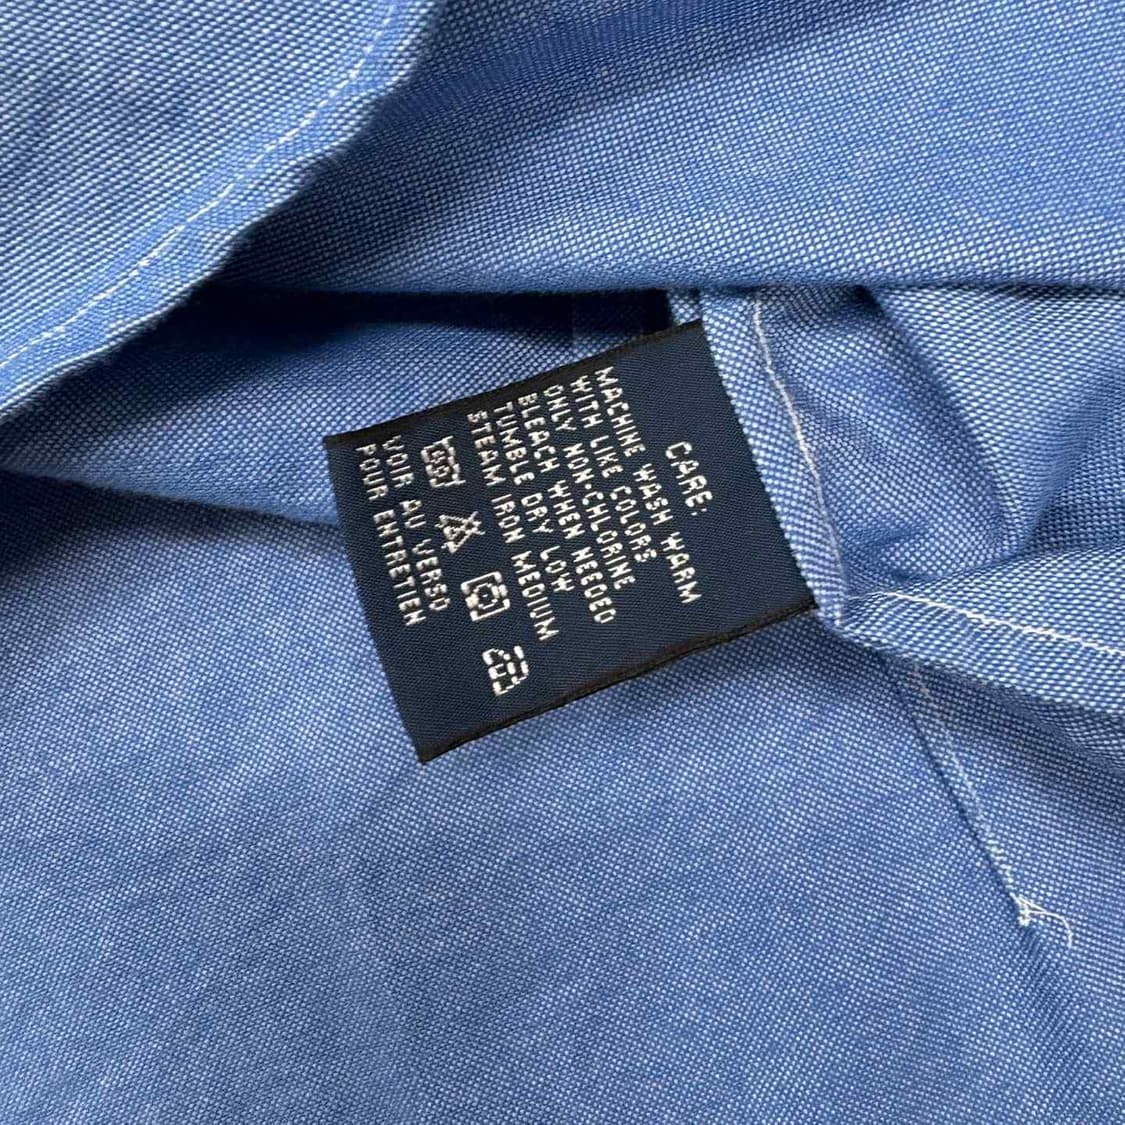 CARE:
MACHINE WASH WARM
WITH LIKE COLORS
ONLY NON-CHLORINE
BLEACH WHEN NEEDED
TUMBLE DRY LOW
STEAM IRON MEDIUM
VOIR AU VERSO
POUR ENTRETIEN